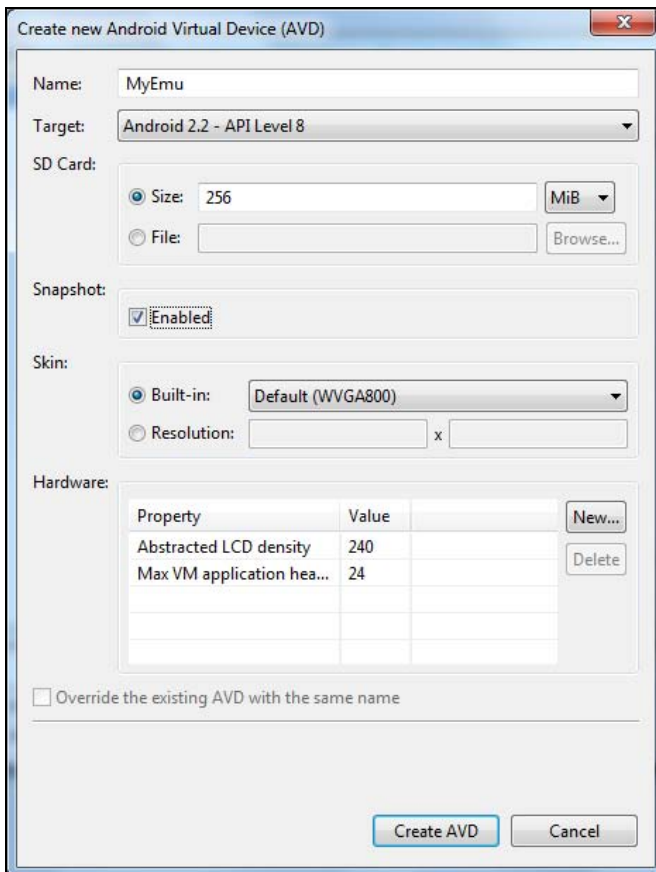 Create new Android Virtual Device (AVD)
Name: MyEmu
Target: Android 2.2 - API Level 8
SD Card:
Size: 256 MiB
File: Browse...
Snapshot:
Enabled
Skin:
Built-in: Default (WVGA800)
Resolution: x
Hardware:
Property Value New...
Abstracted LCD density 240 Delete
Max VM application hea... 24
Override the existing AVD with the same name
Create AVD Cancel